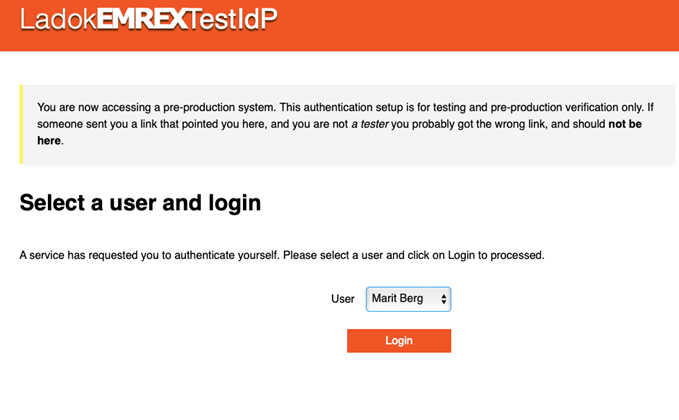 LadokEMREXTestIdP
You are now accessing a pre-production system. This authentication setup is for testing and pre-production verification only. If
someone sent you a link that pointed you here, and you are not a tester you probably got the wrong link, and should not be
here.
Select a user and login
A service has requested you to authenticate yourself. Please select a user and click on Login to processed.
User Marit Berg
Login